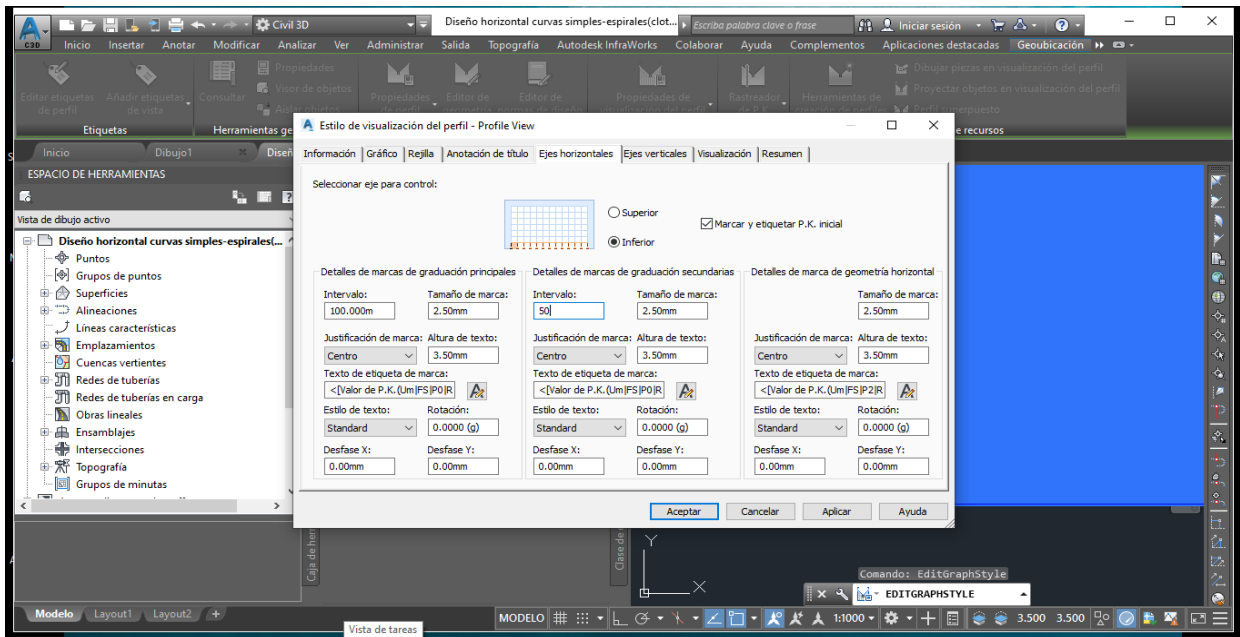 Civil 3D
Diseño horizontal curvas simples-espirales(clot...
Escriba palabra clave o frase
Iniciar sesión
C3D
Inicio Insertar Anotar Modificar Analizar Ver Administrar Salida Topografía Autodesk InfraWorks Colaborar Ayuda Complementos Aplicaciones destacadas Geoubicación
Propiedades
Visor de objetos
Editar etiquetas de perfil
Añadir etiquetas de vista
Consultar
Dibujar piezas en visualización del perfil
Proyectar objetos en visualización del perfil
Etiquetas
Herramientas ge
Inicio Dibujo1 Diseñ
ESPACIO DE HERRAMIENTAS
Vista de dibujo activo
Diseño horizontal curvas simples-espirales(...
Puntos
Grupos de puntos
Superficies
Alineaciones
Líneas características
Emplazamientos
Cuencas vertientes
Redes de tuberías
Redes de tuberías en carga
Obras lineales
Ensamblajes
Intersecciones
Topografía
Grupos de minutas
Estilo de visualización del perfil - Profile View
Información Gráfico Rejilla Anotación de título Ejes horizontales Ejes verticales Visualización Resumen
Seleccionar eje para control:
Superior
Inferior
Marcar y etiquetar P.K. inicial
Detalles de marcas de graduación principales
Intervalo: Tamaño de marca:
100.000m 2.50mm
Justificación de marca: Altura de texto:
Centro 3.50mm
Texto de etiqueta de marca:
<[Valor de P.K.(Um|FS|P0|R
Estilo de texto: Rotación:
Standard 0.0000 (g)
Desfase X: Desfase Y:
0.00mm 0.00mm
Detalles de marcas de graduación secundarias
Intervalo: Tamaño de marca:
50 2.50mm
Justificación de marca: Altura de texto:
Centro 3.50mm
Texto de etiqueta de marca:
<[Valor de P.K.(Um|FS|P0|R
Estilo de texto: Rotación:
Standard 0.0000 (g)
Desfase X: Desfase Y:
0.00mm 0.00mm
Detalles de marca de geometría horizontal
Tamaño de marca:
2.50mm
Justificación de marca: Altura de texto:
Centro 3.50mm
Texto de etiqueta de marca:
<[Valor de P.K.(Um|FS|P2|R
Estilo de texto: Rotación:
Standard 0.0000 (g)
Desfase X: Desfase Y:
0.00mm 0.00mm
Aceptar Cancelar Aplicar Ayuda
Caja de her
Clase de
Y
X
Comando: EditGraphStyle
EDITGRAPHSTYLE
Modelo Layout1 Layout2 +
MODELO 1:1000 3.500 3.500
Vista de tareas